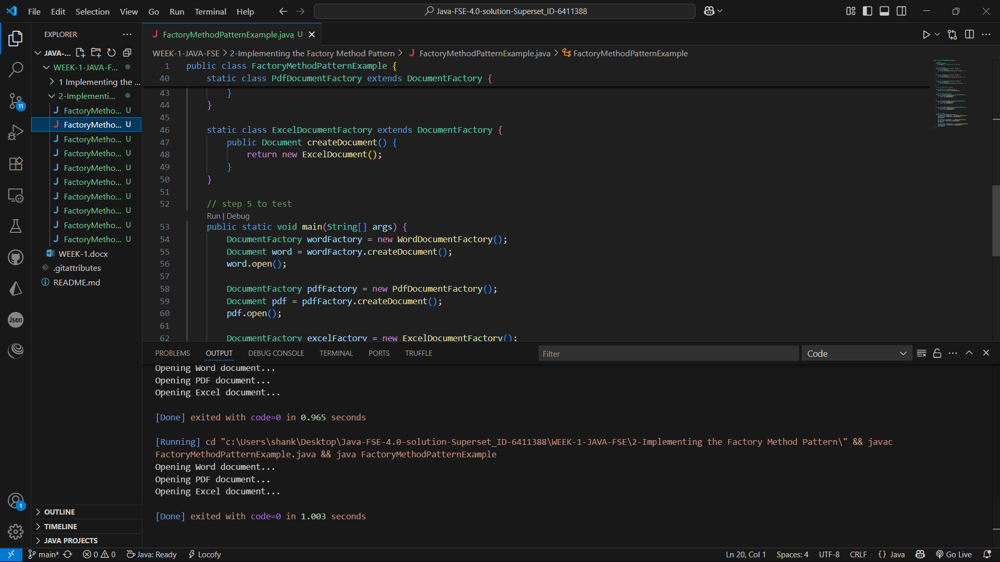 File Edit Selection View Go Run Terminal Help
Java-FSE-4.0-solution-Superset_ID-6411388
EXPLORER
JAVA-...
WEEK-1-JAVA-F...
1 Implementing the ...
2-Implementi...
FactoryMetho... U
FactoryMetho... U
FactoryMetho... U
FactoryMetho... U
FactoryMetho... U
FactoryMetho... U
FactoryMetho... U
FactoryMetho... U
FactoryMetho... U
FactoryMetho... U
WEEK-1.docx
.gitattributes
README.md
OUTLINE
TIMELINE
JAVA PROJECTS
11
Json
1
FactoryMethodPatternExample.java U
WEEK-1-JAVA-FSE > 2-Implementing the Factory Method Pattern > J FactoryMethodPatternExample.java > FactoryMethodPatternExample
1 public class FactoryMethodPatternExample {
40 static class PdfDocumentFactory extends DocumentFactory {
43 }
44 }
45
46 static class ExcelDocumentFactory extends DocumentFactory {
47 public Document createDocument() {
48 return new ExcelDocument();
49 }
50 }
51
52 // step 5 to test
Run | Debug
53 public static void main(String[] args) {
54 DocumentFactory wordFactory = new WordDocumentFactory();
55 Document word = wordFactory.createDocument();
56 word.open();
57
58 DocumentFactory pdfFactory = new PdfDocumentFactory();
59 Document pdf = pdfFactory.createDocument();
60 pdf.open();
61
62 DocumentFactory excelFactory = new ExcelDocumentFactory();
PROBLEMS OUTPUT DEBUG CONSOLE TERMINAL PORTS TRUFFLE
Filter
Code
Opening Word document...
Opening PDF document...
Opening Excel document...
[Done] exited with code=0 in 0.965 seconds
[Running] cd "c:\Users\shank\Desktop\Java-FSE-4.0-solution-Superset_ID-6411388\WEEK-1-JAVA-FSE\2-Implementing the Factory Method Pattern\" && javac
FactoryMethodPatternExample.java && java FactoryMethodPatternExample
Opening Word document...
Opening PDF document...
Opening Excel document...
[Done] exited with code=0 in 1.003 seconds
main* 0 0 Java: Ready Locofy
Ln 20, Col 1 Spaces: 4 UTF-8 CRLF {} Java Go Live